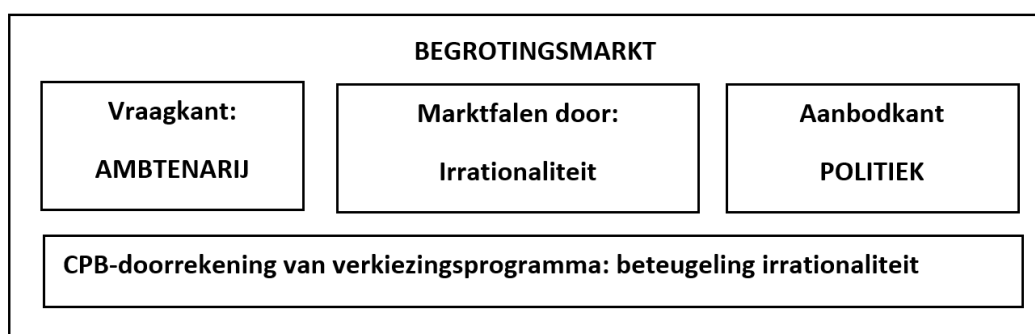 BEGROTINGSMARKT
Vraagkant:
AMBTENARIJ
Marktfalen door:
Irrationaliteit
Aanbodkant
POLITIEK
CPB-doorrekening van verkiezingsprogramma: beteugeling irrationaliteit